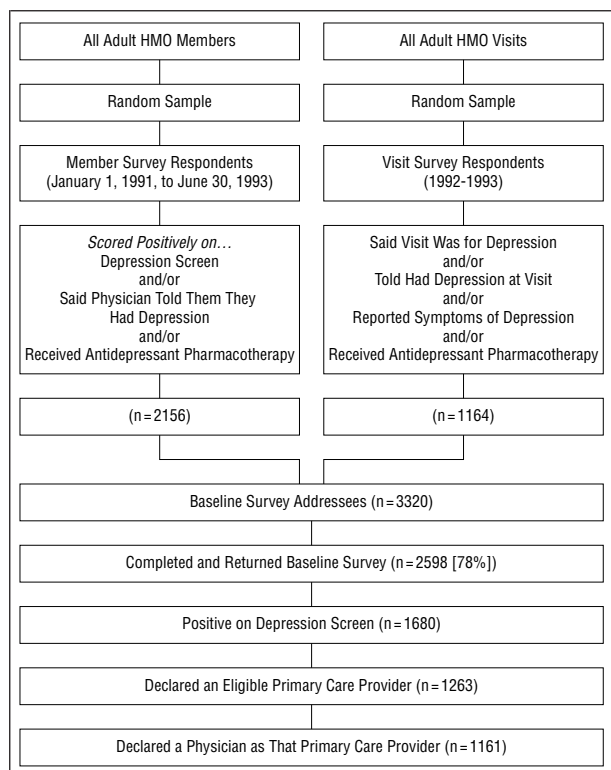 All Adult HMO Members
All Adult HMO Visits
Random Sample
Random Sample
Member Survey Respondents
(January 1, 1991, to June 30, 1993)
Visit Survey Respondents
(1992-1993)
Scored Positively on…
Depression Screen
and/or
Said Physician Told Them They
Had Depression
and/or
Received Antidepressant Pharmacotherapy
Said Visit Was for Depression
and/or
Told Had Depression at Visit
and/or
Reported Symptoms of Depression
and/or
Received Antidepressant Pharmacotherapy
(n=2156)
(n=1164)
Baseline Survey Addressees (n=3320)
Completed and Returned Baseline Survey (n=2598 [78%])
Positive on Depression Screen (n=1680)
Declared an Eligible Primary Care Provider (n=1263)
Declared a Physician as That Primary Care Provider (n=1161)